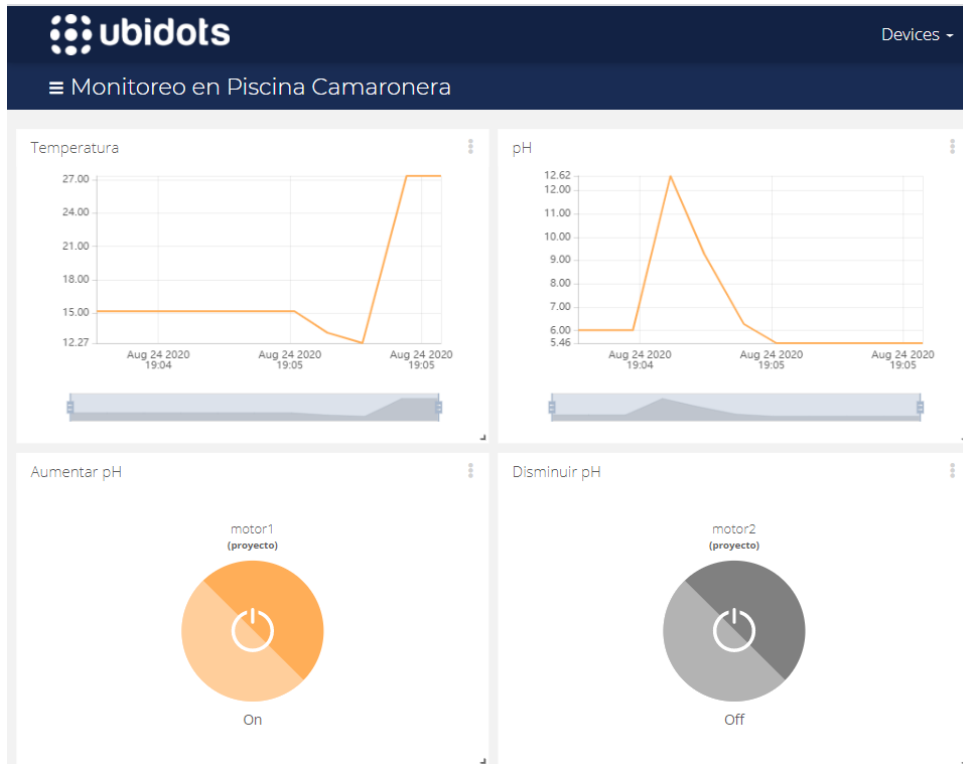 ubidots
Devices
Monitoreo en Piscina Camaronera
Temperatura
27.00
24.00
21.00
18.00
15.00
12.27
Aug 24 2020
19:04
Aug 24 2020
19:05
Aug 24 2020
19:05
pH
12.62
12.00
11.00
10.00
9.00
8.00
7.00
6.00
5.46
Aug 24 2020
19:04
Aug 24 2020
19:05
Aug 24 2020
19:05
Aumentar pH
motor1
(proyecto)
On
Disminuir pH
motor2
(proyecto)
Off